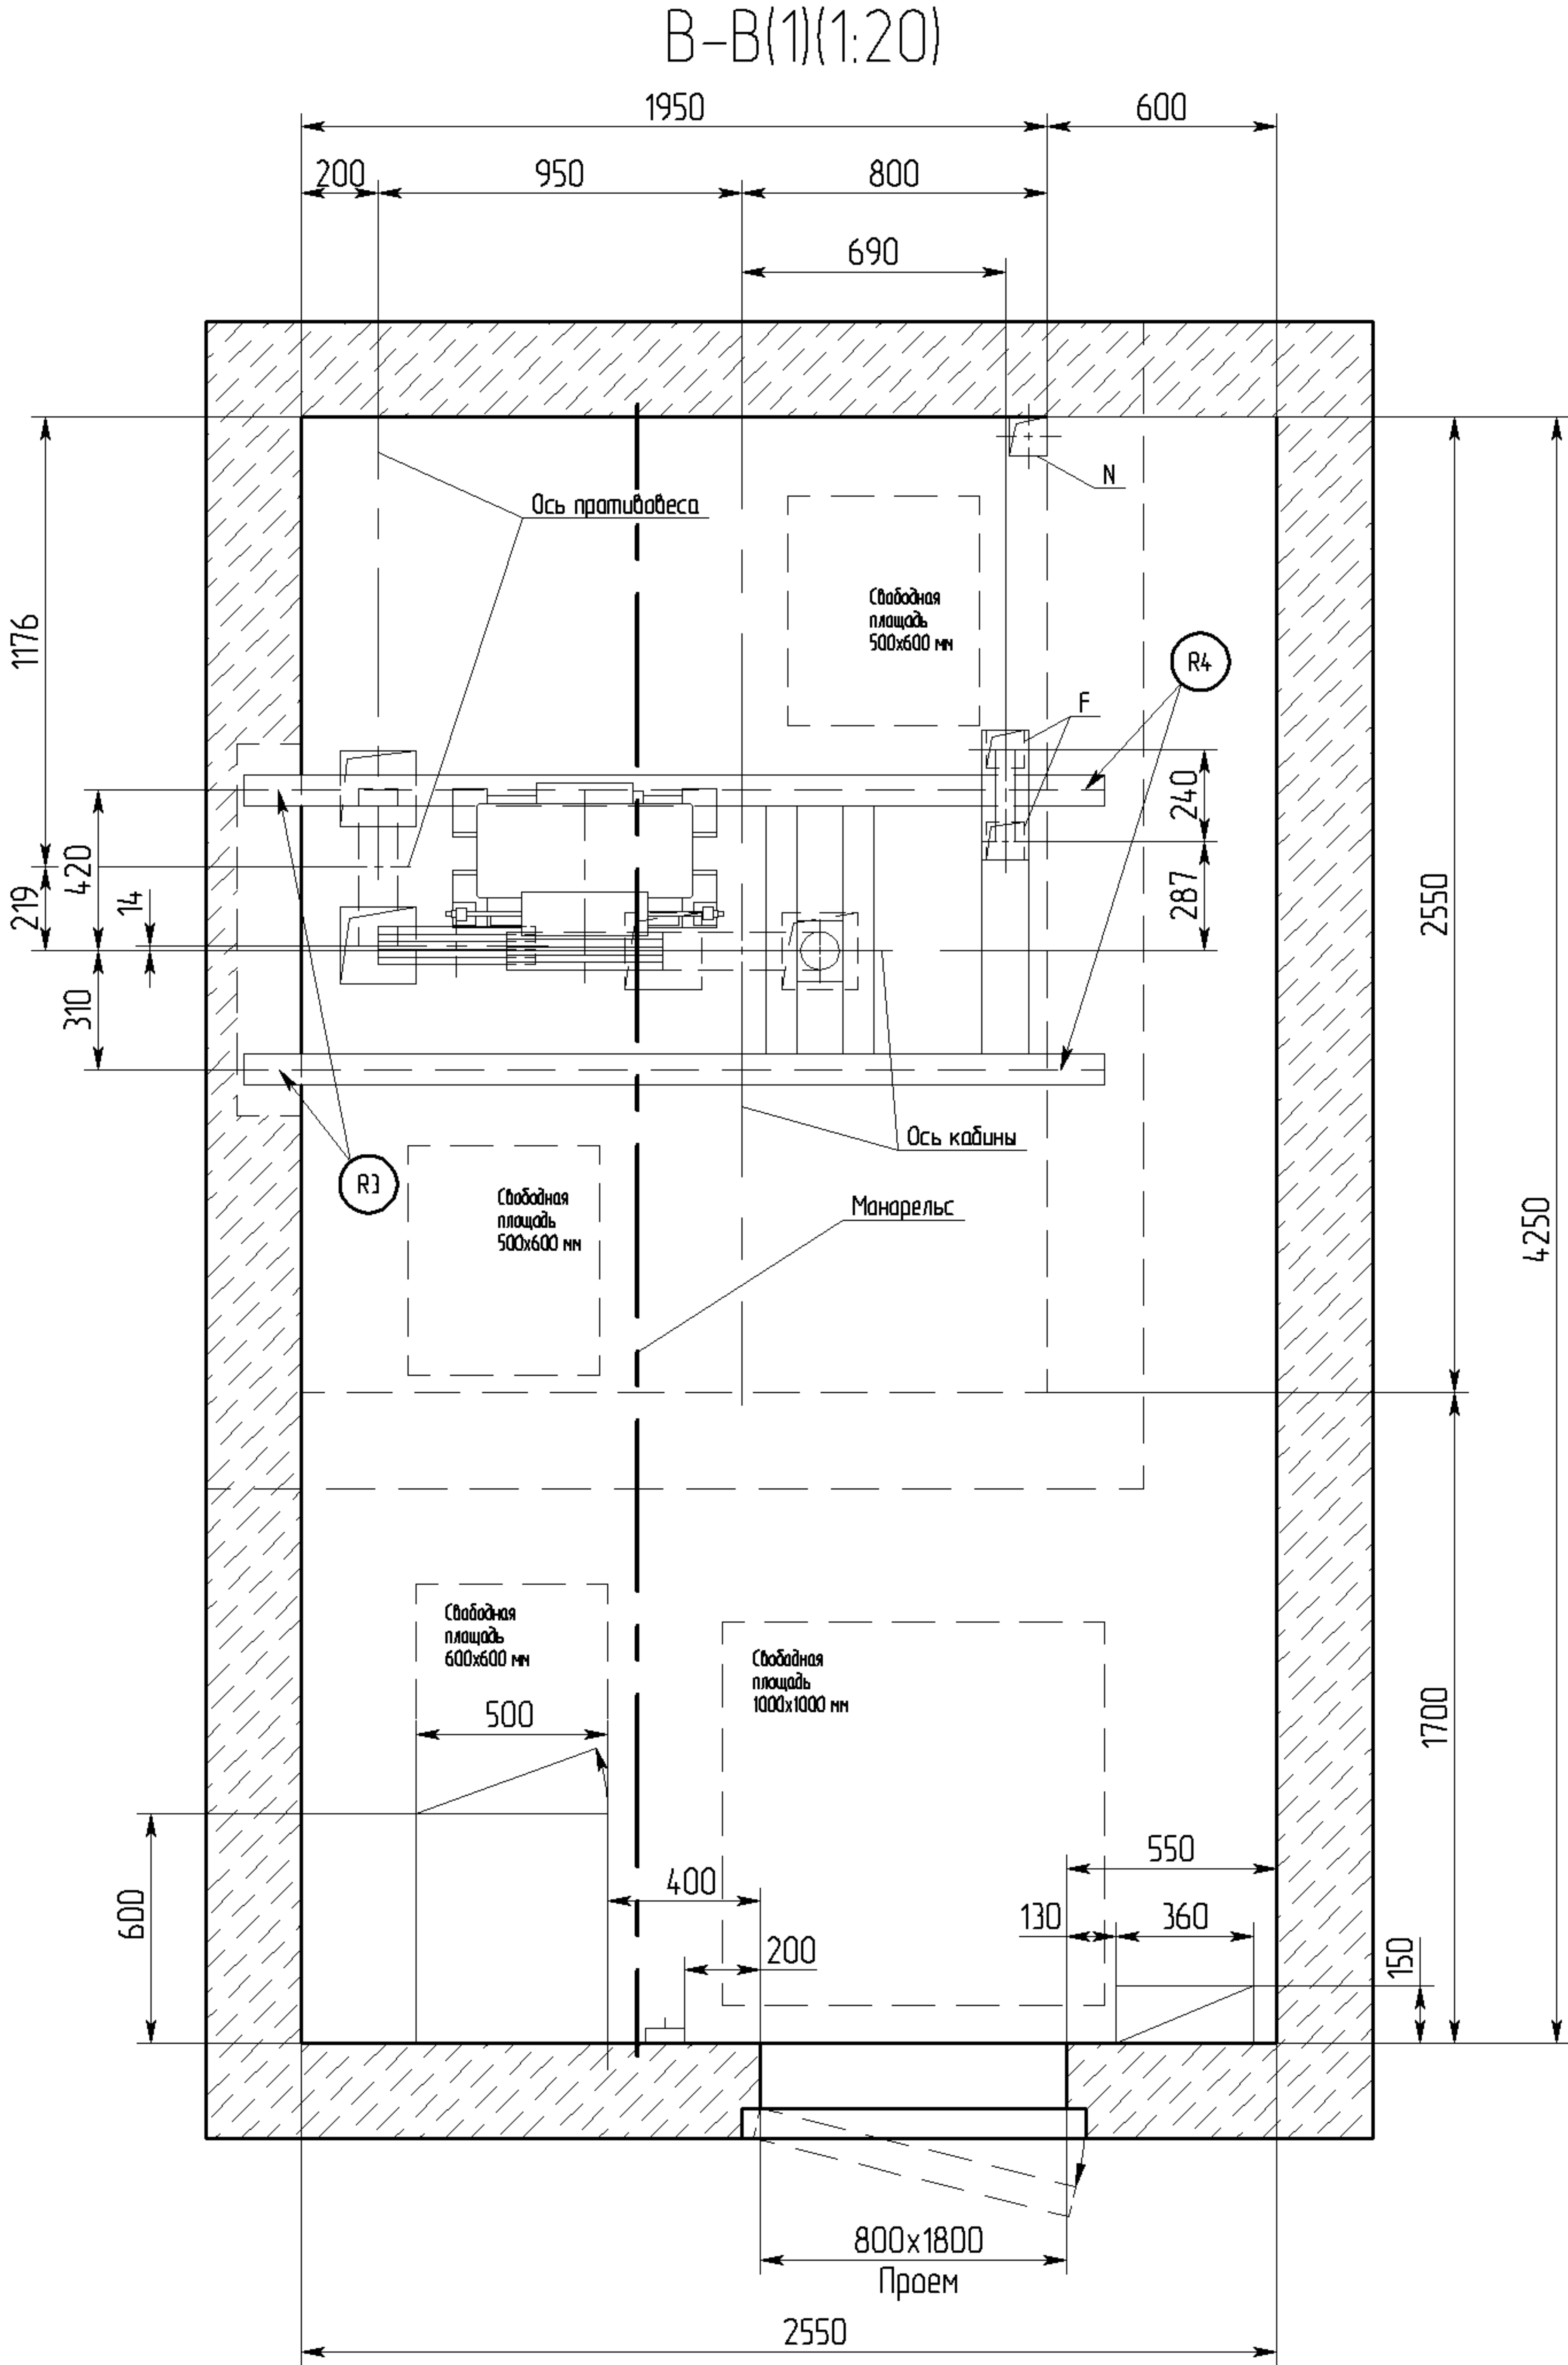 В-В(1)(1:20)
1950
600
200
950
800
690
N
Ось противовеса
Свободная
площадь
500х600 мм
R4
F
1176
420
219
14
310
240
287
2550
4250
Ось кабины
R3
Свободная
площадь
500х600 мм
Монорельс
Свободная
площадь
600х600 мм
Свободная
площадь
1000х1000 мм
500
1700
600
400
550
130
360
200
150
800х1800
Проем
2550